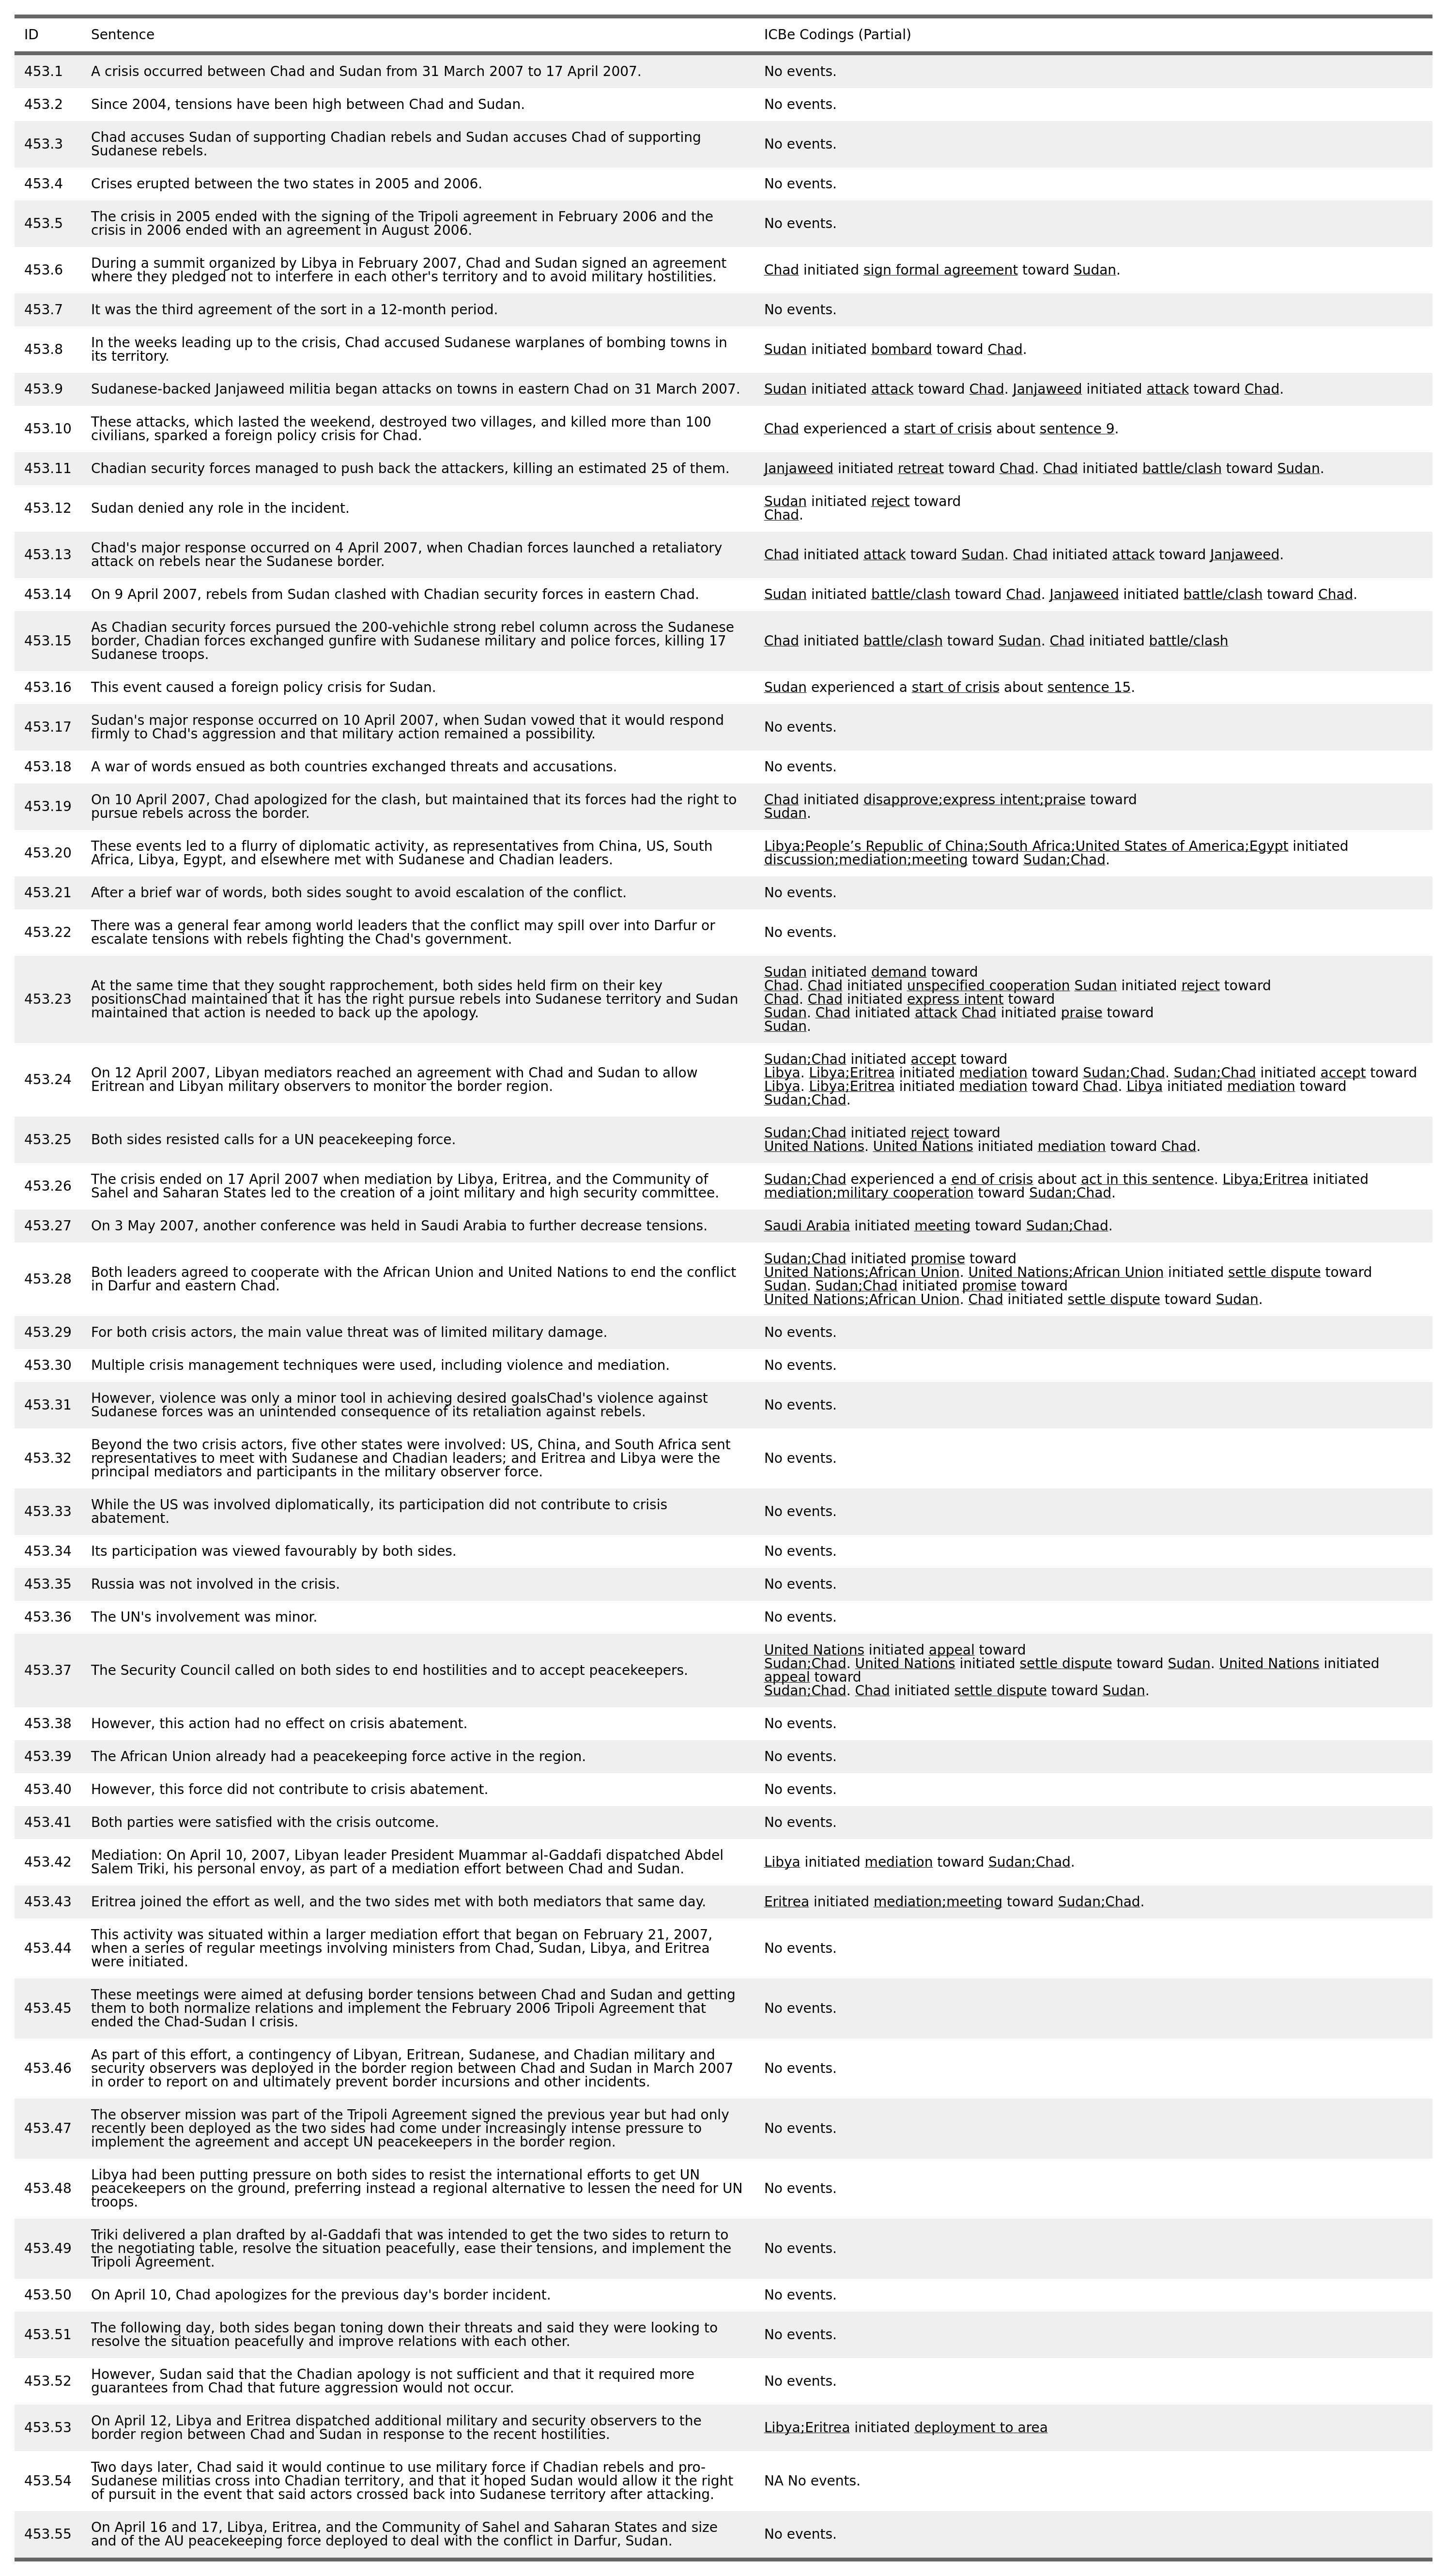 ID Sentence ICBe Codings (Partial)
453.1 A crisis occurred between Chad and Sudan from 31 March 2007 to 17 April 2007. No events.
453.2 Since 2004, tensions have been high between Chad and Sudan. No events.
453.3 Chad accuses Sudan of supporting Chadian rebels and Sudan accuses Chad of supporting
Sudanese rebels. No events.
453.4 Crises erupted between the two states in 2005 and 2006. No events.
453.5 The crisis in 2005 ended with the signing of the Tripoli agreement in February 2006 and the
crisis in 2006 ended with an agreement in August 2006. No events.
453.6 During a summit organized by Libya in February 2007, Chad and Sudan signed an agreement
where they pledged not to interfere in each other's territory and to avoid military hostilities. Chad initiated sign formal agreement toward Sudan.
453.7 It was the third agreement of the sort in a 12-month period. No events.
453.8 In the weeks leading up to the crisis, Chad accused Sudanese warplanes of bombing towns in
its territory. Sudan initiated bombard toward Chad.
453.9 Sudanese-backed Janjaweed militia began attacks on towns in eastern Chad on 31 March 2007. Sudan initiated attack toward Chad. Janjaweed initiated attack toward Chad.
453.10 These attacks, which lasted the weekend, destroyed two villages, and killed more than 100
civilians, sparked a foreign policy crisis for Chad. Chad experienced a start of crisis about sentence 9.
453.11 Chadian security forces managed to push back the attackers, killing an estimated 25 of them. Janjaweed initiated retreat toward Chad. Chad initiated battle/clash toward Sudan.
453.12 Sudan denied any role in the incident. Sudan initiated reject toward
Chad.
453.13 Chad's major response occurred on 4 April 2007, when Chadian forces launched a retaliatory
attack on rebels near the Sudanese border. Chad initiated attack toward Sudan. Chad initiated attack toward Janjaweed.
453.14 On 9 April 2007, rebels from Sudan clashed with Chadian security forces in eastern Chad. Sudan initiated battle/clash toward Chad. Janjaweed initiated battle/clash toward Chad.
453.15 As Chadian security forces pursued the 200-vehichle strong rebel column across the Sudanese
border, Chadian forces exchanged gunfire with Sudanese military and police forces, killing 17
Sudanese troops. Chad initiated battle/clash toward Sudan. Chad initiated battle/clash
453.16 This event caused a foreign policy crisis for Sudan. Sudan experienced a start of crisis about sentence 15.
453.17 Sudan's major response occurred on 10 April 2007, when Sudan vowed that it would respond
firmly to Chad's aggression and that military action remained a possibility. No events.
453.18 A war of words ensued as both countries exchanged threats and accusations. No events.
453.19 On 10 April 2007, Chad apologized for the clash, but maintained that its forces had the right to
pursue rebels across the border. Chad initiated disapprove;express intent;praise toward
Sudan.
453.20 These events led to a flurry of diplomatic activity, as representatives from China, US, South
Africa, Libya, Egypt, and elsewhere met with Sudanese and Chadian leaders. Libya;People’s Republic of China;South Africa;United States of America;Egypt initiated
discussion;mediation;meeting toward Sudan;Chad.
453.21 After a brief war of words, both sides sought to avoid escalation of the conflict. No events.
453.22 There was a general fear among world leaders that the conflict may spill over into Darfur or
escalate tensions with rebels fighting the Chad's government. No events.
453.23 At the same time that they sought rapprochement, both sides held firm on their key
positionsChad maintained that it has the right pursue rebels into Sudanese territory and Sudan
maintained that action is needed to back up the apology. Sudan initiated demand toward
Chad. Chad initiated unspecified cooperation Sudan initiated reject toward
Chad. Chad initiated express intent toward
Sudan. Chad initiated attack Chad initiated praise toward
Sudan.
453.24 On 12 April 2007, Libyan mediators reached an agreement with Chad and Sudan to allow
Eritrean and Libyan military observers to monitor the border region. Sudan;Chad initiated accept toward
Libya. Libya;Eritrea initiated mediation toward Sudan;Chad. Sudan;Chad initiated accept toward
Libya. Libya;Eritrea initiated mediation toward Chad. Libya initiated mediation toward
Sudan;Chad.
453.25 Both sides resisted calls for a UN peacekeeping force. Sudan;Chad initiated reject toward
United Nations. United Nations initiated mediation toward Chad.
453.26 The crisis ended on 17 April 2007 when mediation by Libya, Eritrea, and the Community of
Sahel and Saharan States led to the creation of a joint military and high security committee. Sudan;Chad experienced a end of crisis about act in this sentence. Libya;Eritrea initiated
mediation;military cooperation toward Sudan;Chad.
453.27 On 3 May 2007, another conference was held in Saudi Arabia to further decrease tensions. Saudi Arabia initiated meeting toward Sudan;Chad.
453.28 Both leaders agreed to cooperate with the African Union and United Nations to end the conflict
in Darfur and eastern Chad. Sudan;Chad initiated promise toward
United Nations;African Union. United Nations;African Union initiated settle dispute toward
Sudan. Sudan;Chad initiated promise toward
United Nations;African Union. Chad initiated settle dispute toward Sudan.
453.29 For both crisis actors, the main value threat was of limited military damage. No events.
453.30 Multiple crisis management techniques were used, including violence and mediation. No events.
453.31 However, violence was only a minor tool in achieving desired goalsChad's violence against
Sudanese forces was an unintended consequence of its retaliation against rebels. No events.
453.32 Beyond the two crisis actors, five other states were involved: US, China, and South Africa sent
representatives to meet with Sudanese and Chadian leaders; and Eritrea and Libya were the
principal mediators and participants in the military observer force. No events.
453.33 While the US was involved diplomatically, its participation did not contribute to crisis
abatement. No events.
453.34 Its participation was viewed favourably by both sides. No events.
453.35 Russia was not involved in the crisis. No events.
453.36 The UN's involvement was minor. No events.
453.37 The Security Council called on both sides to end hostilities and to accept peacekeepers. United Nations initiated appeal toward
Sudan;Chad. United Nations initiated settle dispute toward Sudan. United Nations initiated
appeal toward
Sudan;Chad. Chad initiated settle dispute toward Sudan.
453.38 However, this action had no effect on crisis abatement. No events.
453.39 The African Union already had a peacekeeping force active in the region. No events.
453.40 However, this force did not contribute to crisis abatement. No events.
453.41 Both parties were satisfied with the crisis outcome. No events.
453.42 Mediation: On April 10, 2007, Libyan leader President Muammar al-Gaddafi dispatched Abdel
Salem Triki, his personal envoy, as part of a mediation effort between Chad and Sudan. Libya initiated mediation toward Sudan;Chad.
453.43 Eritrea joined the effort as well, and the two sides met with both mediators that same day. Eritrea initiated mediation;meeting toward Sudan;Chad.
453.44 This activity was situated within a larger mediation effort that began on February 21, 2007,
when a series of regular meetings involving ministers from Chad, Sudan, Libya, and Eritrea
were initiated. No events.
453.45 These meetings were aimed at defusing border tensions between Chad and Sudan and getting
them to both normalize relations and implement the February 2006 Tripoli Agreement that
ended the Chad-Sudan I crisis. No events.
453.46 As part of this effort, a contingency of Libyan, Eritrean, Sudanese, and Chadian military and
security observers was deployed in the border region between Chad and Sudan in March 2007
in order to report on and ultimately prevent border incursions and other incidents. No events.
453.47 The observer mission was part of the Tripoli Agreement signed the previous year but had only
recently been deployed as the two sides had come under increasingly intense pressure to
implement the agreement and accept UN peacekeepers in the border region. No events.
453.48 Libya had been putting pressure on both sides to resist the international efforts to get UN
peacekeepers on the ground, preferring instead a regional alternative to lessen the need for UN
troops. No events.
453.49 Triki delivered a plan drafted by al-Gaddafi that was intended to get the two sides to return to
the negotiating table, resolve the situation peacefully, ease their tensions, and implement the
Tripoli Agreement. No events.
453.50 On April 10, Chad apologizes for the previous day's border incident. No events.
453.51 The following day, both sides began toning down their threats and said they were looking to
resolve the situation peacefully and improve relations with each other. No events.
453.52 However, Sudan said that the Chadian apology is not sufficient and that it required more
guarantees from Chad that future aggression would not occur. No events.
453.53 On April 12, Libya and Eritrea dispatched additional military and security observers to the
border region between Chad and Sudan in response to the recent hostilities. Libya;Eritrea initiated deployment to area
453.54 Two days later, Chad said it would continue to use military force if Chadian rebels and pro-
Sudanese militias cross into Chadian territory, and that it hoped Sudan would allow it the right
of pursuit in the event that said actors crossed back into Sudanese territory after attacking. NA No events.
453.55 On April 16 and 17, Libya, Eritrea, and the Community of Sahel and Saharan States and size
and of the AU peacekeeping force deployed to deal with the conflict in Darfur, Sudan. No events.